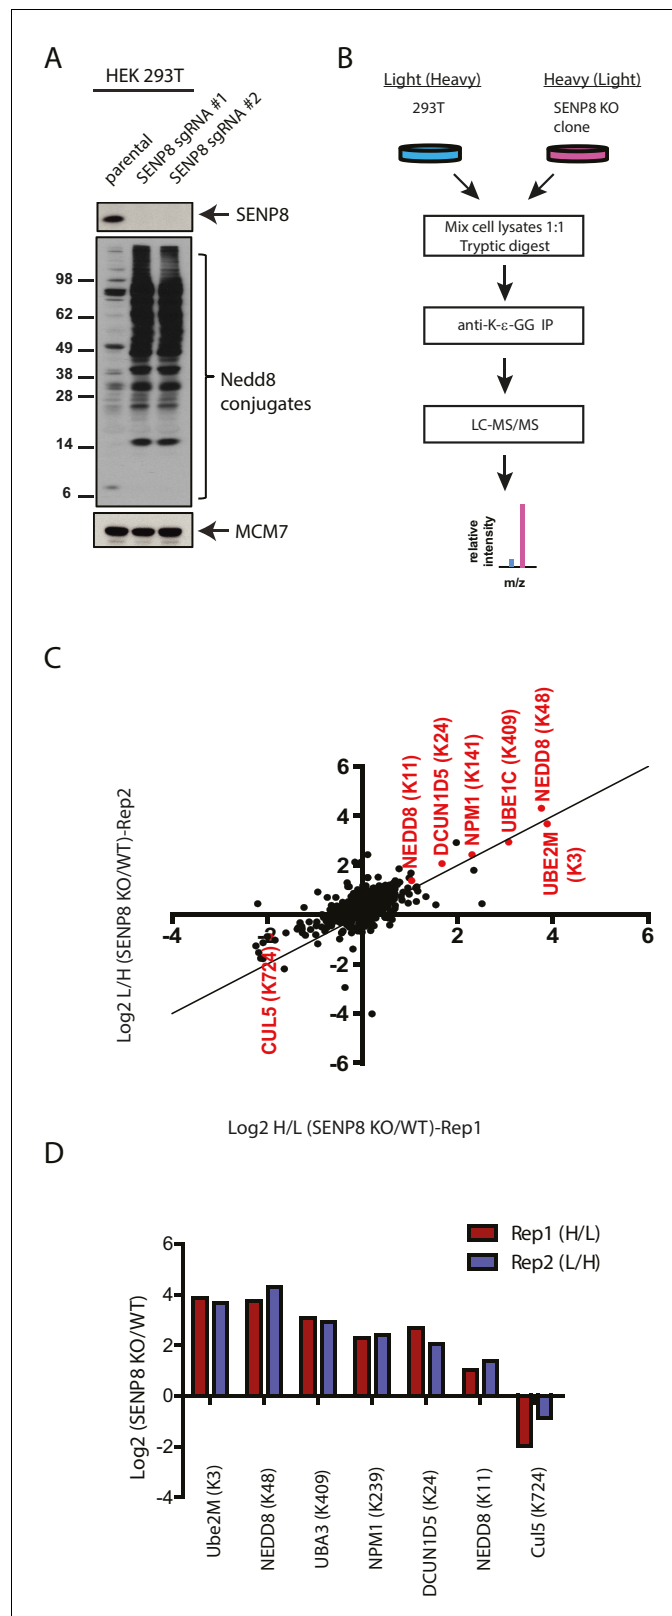 A
HEK 293T
parental
SENP8 sgRNA #1
SENP8 sgRNA #2
SENP8
98
62
49
38
28
14
6
Nedd8
conjugates
MCM7
B
Light (Heavy)
Heavy (Light)
293T
SENP8 KO
clone
Mix cell lysates 1:1
Tryptic digest
anti-K-ε-GG IP
LC-MS/MS
relative
intensity
m/z
C
Log2 L/H (SENP8 KO/WT)-Rep2
6
4
2
-2
-4
-6
-4
-2
2
4
6
NEDD8 (K11)
DCUN1D5 (K24)
NPM1 (K141)
UBE1C (K409)
NEDD8 (K48)
UBE2M
(K3)
CUL5 (K724)
Log2 H/L (SENP8 KO/WT)-Rep1
D
Rep1 (H/L)
Rep2 (L/H)
Log2 (SENP8 KO/WT)
6
4
2
0
-2
-4
Ube2M (K3)
NEDD8 (K48)
UBA3 (K409)
NPM1 (K239)
DCUN1D5 (K24)
NEDD8 (K11)
Cul5 (K724)